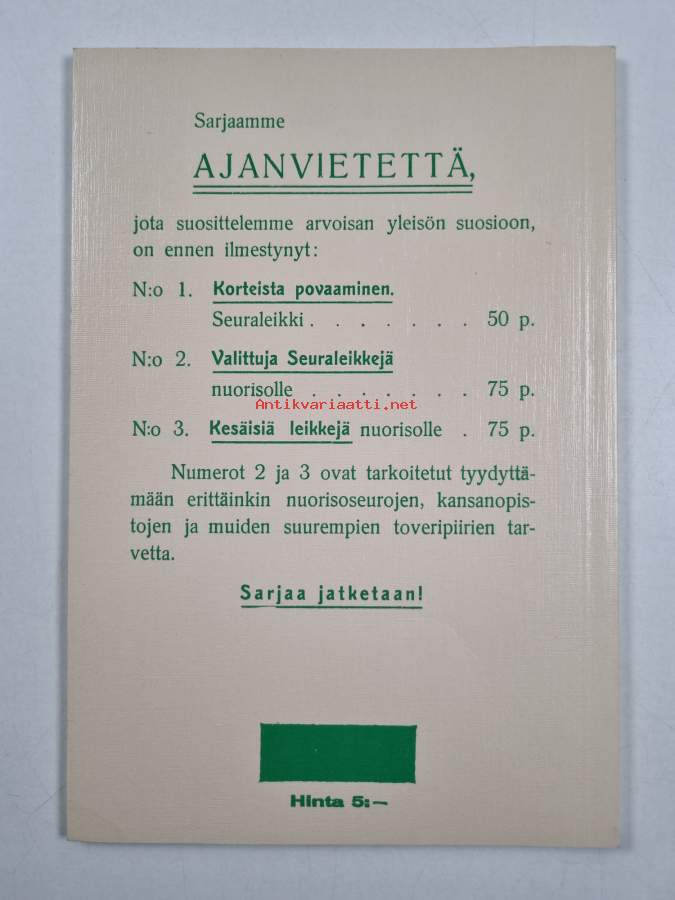 Sarjaamme
AJANVIETETTÄ,
jota suosittelemme arvoisan yleisön suosioon,
on ennen ilmestynyt:
N:o 1. Korteista povaaminen.
Seuraleikki . . . . . . . 50 p.
N:o 2. Valittuja Seuraleikkejä
nuorisolle . . . . . . . 75 p.
Antikvariaatti.net
N:o 3. Kesäisiä leikkejä nuorisolle . 75 p.
Numerot 2 ja 3 ovat tarkoitetut tyydyttä-
mään erittäinkin nuorisoseurojen, kansanopis-
tojen ja muiden suurempien toveripiirien tar-
vetta.
Sarjaa jatketaan!
Hinta 5:—